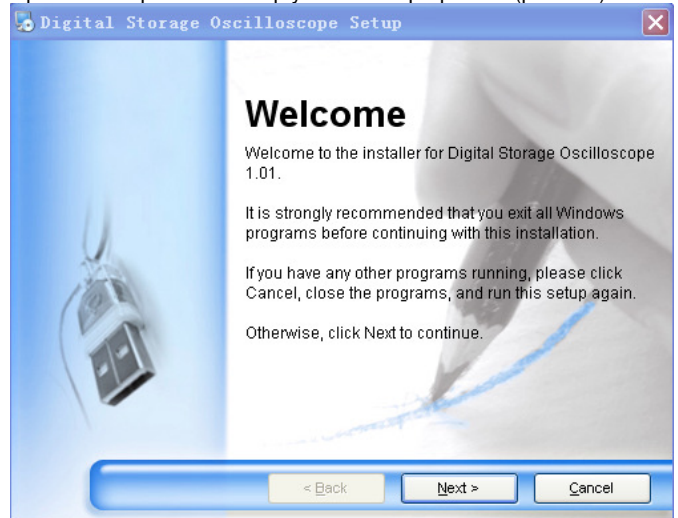 Digital Storage Oscilloscope Setup
Welcome
Welcome to the installer for Digital Storage Oscilloscope
1.01.
It is strongly recommended that you exit all Windows
programs before continuing with this installation.
If you have any other programs running, please click
Cancel, close the programs, and run this setup again.
Otherwise, click Next to continue.
< Back
Next >
Cancel